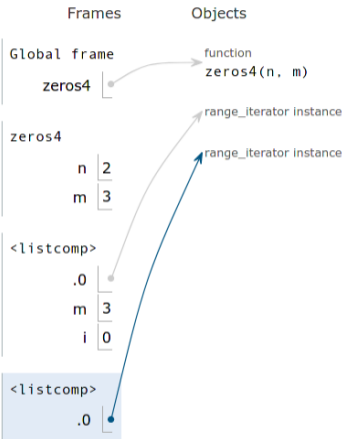 Frames Objects
Global frame
zeros4
function
zeros4(n, m)
range_iterator instance
range_iterator instance
zeros4
n 2
m 3
<listcomp>
.0
m 3
i 0
<listcomp>
.0